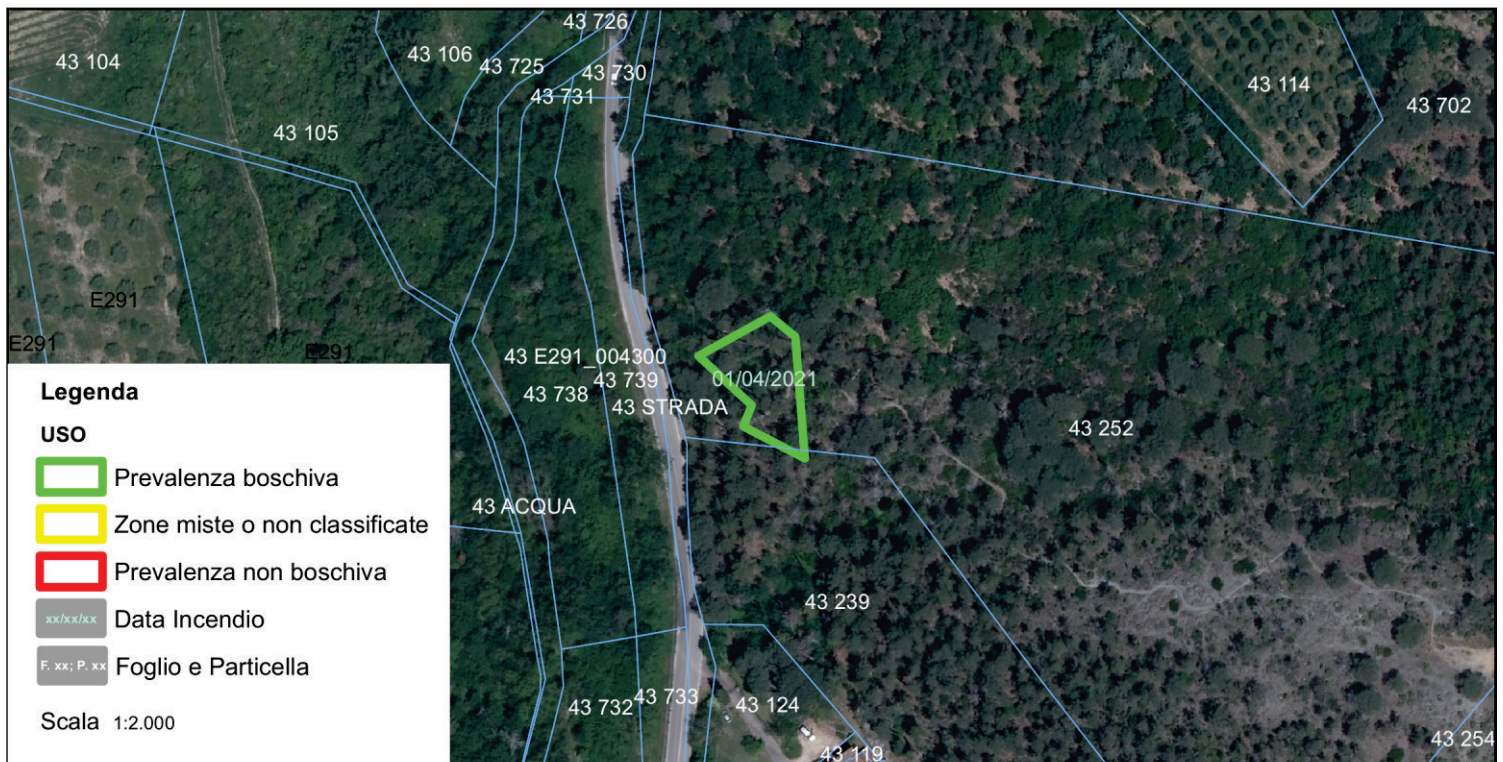 43 726
43 104
43 106
43 725
43 730
43 731
43 105
43 114
43 702
E291
E291
E291
43 E291_004300
43 739
43 738
43 STRADA
01/04/2021
43 252
43 ACQUA
43 239
43 732
43 733
43 124
43 119
43 254
Legenda
USO
Prevalenza boschiva
Zone miste o non classificate
Prevalenza non boschiva
xx/xx/xx Data Incendio
F. xx; P. xx Foglio e Particella
Scala 1:2.000